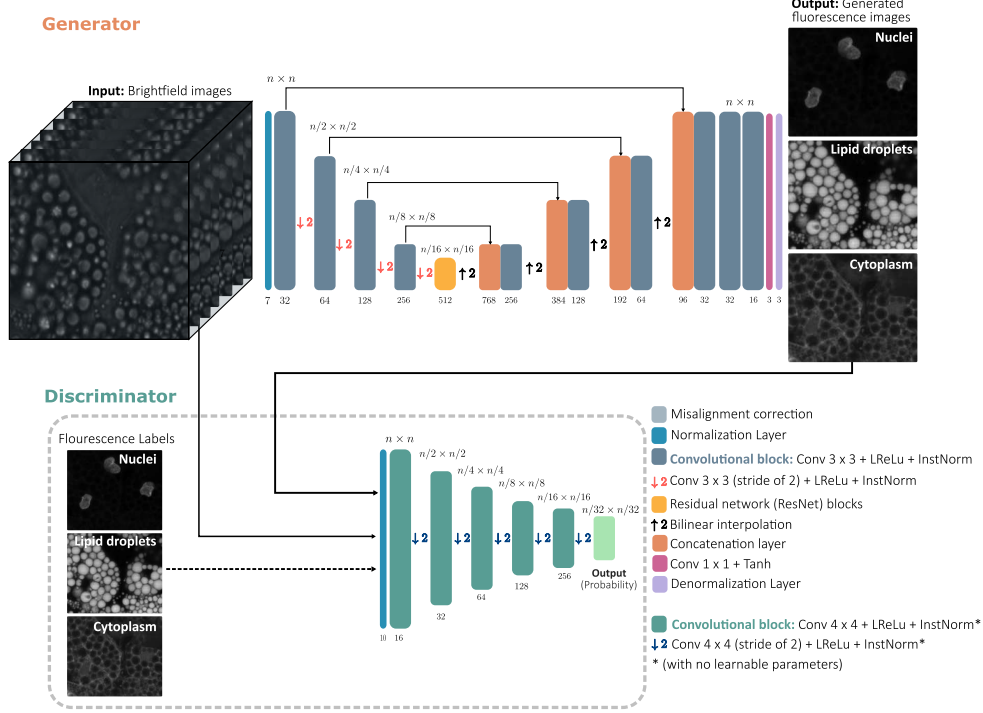 Generator
Input: Brightfield images
n × n
n/2 × n/2
n/4 × n/4
n/8 × n/8
n/16 × n/16
n × n
↓2
↓2
↓2
↓2
↑2
↑2
↑2
↑2
7
32
64
128
256
512
768
256
384
128
192
64
96
32
32
16
3
3
Output: Generated
fluorescence images
Nuclei
Lipid droplets
Cytoplasm
Discriminator
Flourescence Labels
Nuclei
Lipid droplets
Cytoplasm
n × n
n/2 × n/2
n/4 × n/4
n/8 × n/8
n/16 × n/16
n/32 × n/32
↓2
↓2
↓2
↓2
↓2
10
16
32
64
128
256
Output
(Probability)
Misalignment correction
Normalization Layer
Convolutional block: Conv 3 x 3 + LReLu + InstNorm
↓2 Conv 3 x 3 (stride of 2) + LReLu + InstNorm
Residual network (ResNet) blocks
↑2 Bilinear interpolation
Concatenation layer
Conv 1 x 1 + Tanh
Denormalization Layer
Convolutional block: Conv 4 x 4 + LReLu + InstNorm*
↓2 Conv 4 x 4 (stride of 2) + LReLu + InstNorm*
* (with no learnable parameters)